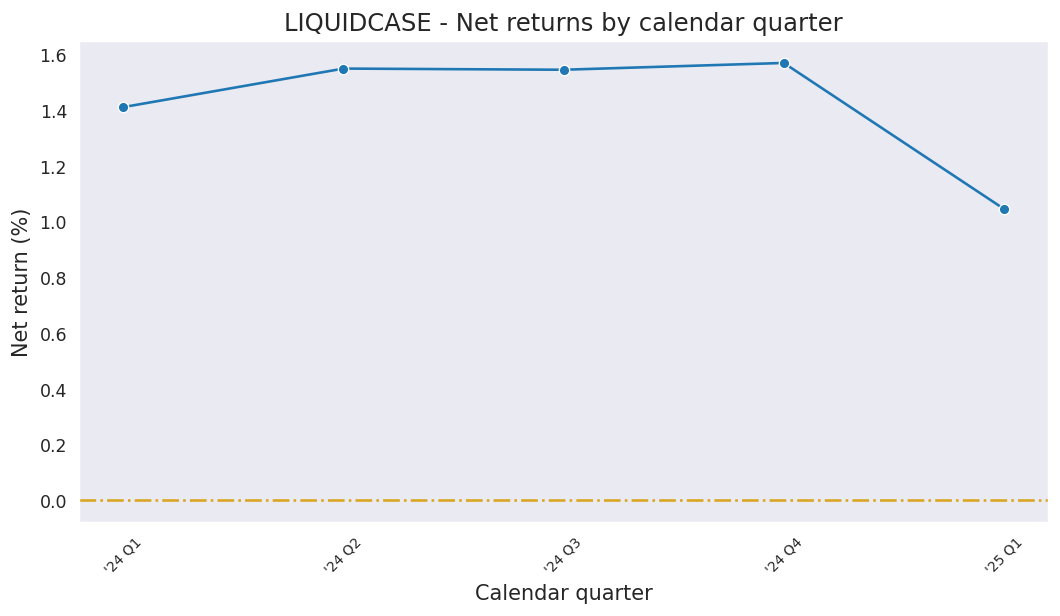 LIQUIDCASE - Net returns by calendar quarter
Net return (%)
1.6
1.4
1.2
1.0
0.8
0.6
0.4
0.2
0.0
'24 Q1
'24 Q2
'24 Q3
'24 Q4
'25 Q1
Calendar quarter